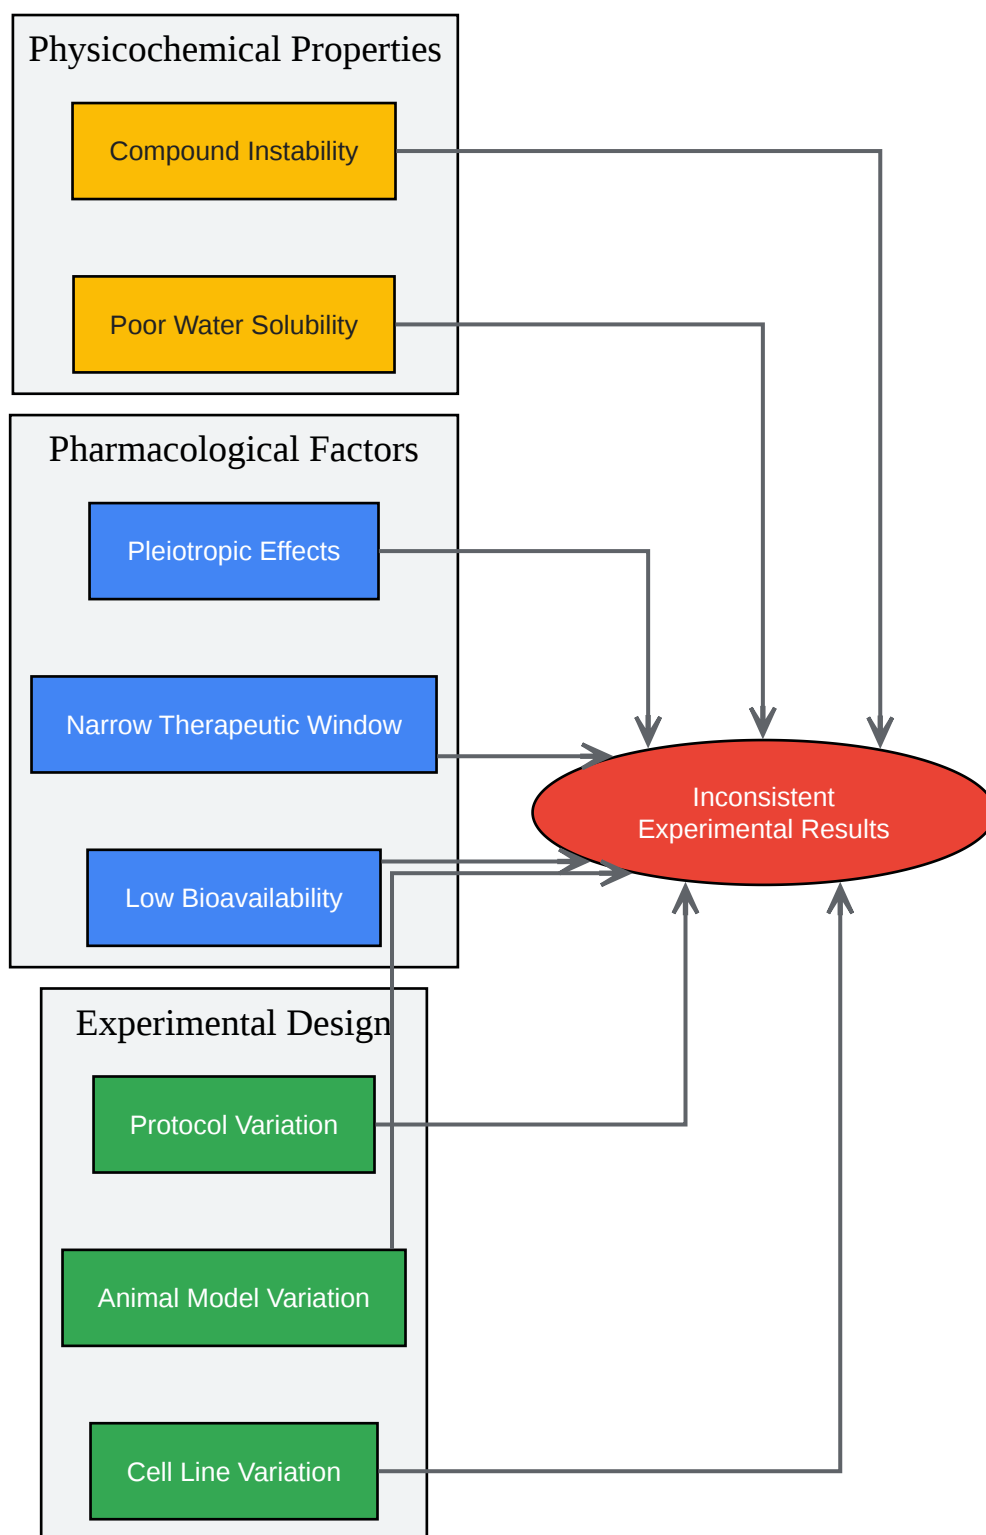 Physicochemical Properties
Compound Instability
Poor Water Solubility
Pharmacological Factors
Pleiotropic Effects
Narrow Therapeutic Window
Low Bioavailability
Inconsistent
Experimental Results
Experimental Design
Protocol Variation
Animal Model Variation
Cell Line Variation